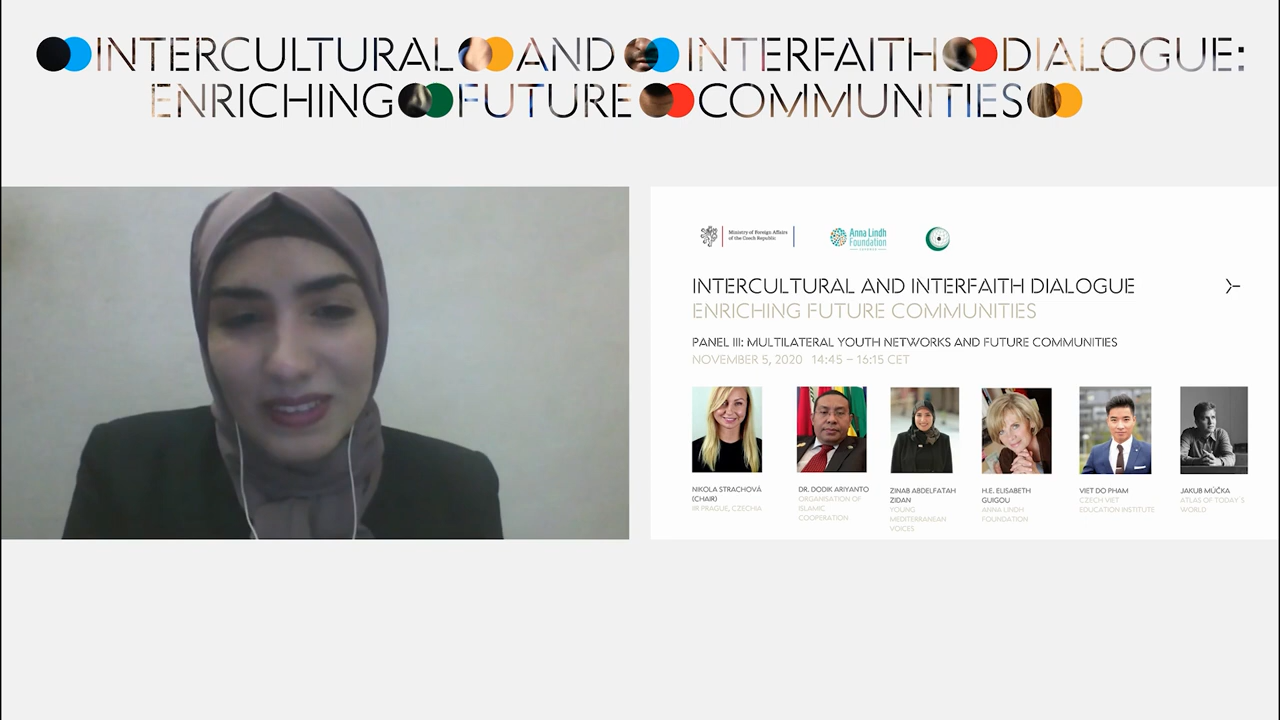 INTERCULTURAL AND INTERFAITH DIALOGUE:
ENRICHING FUTURE COMMUNITIES
Ministry of Foreign Affairs
of the Czech Republic
Anna Lindh
Foundation
INTERCULTURAL AND INTERFAITH DIALOGUE
ENRICHING FUTURE COMMUNITIES
PANEL III: MULTILATERAL YOUTH NETWORKS AND FUTURE COMMUNITIES
NOVEMBER 5, 2020 14:45 – 16:15 CET
NIKOLA STRACHOVÁ
(CHAIR)
IIR PRAGUE, CZECHIA
DR. DODIK ARIYANTO
ORGANISATION OF
ISLAMIC
COOPERATION
ZINAB ABDELFATAH
ZIDAN
YOUNG
MEDITERRANEAN
VOICES
H.E. ELISABETH
GUIGOU
ANNA LINDH
FOUNDATION
VIET DO PHAM
CZECH VIET
EDUCATION INSTITUTE
JAKUB MÚČKA
ATLAS OF TODAY´S
WORLD